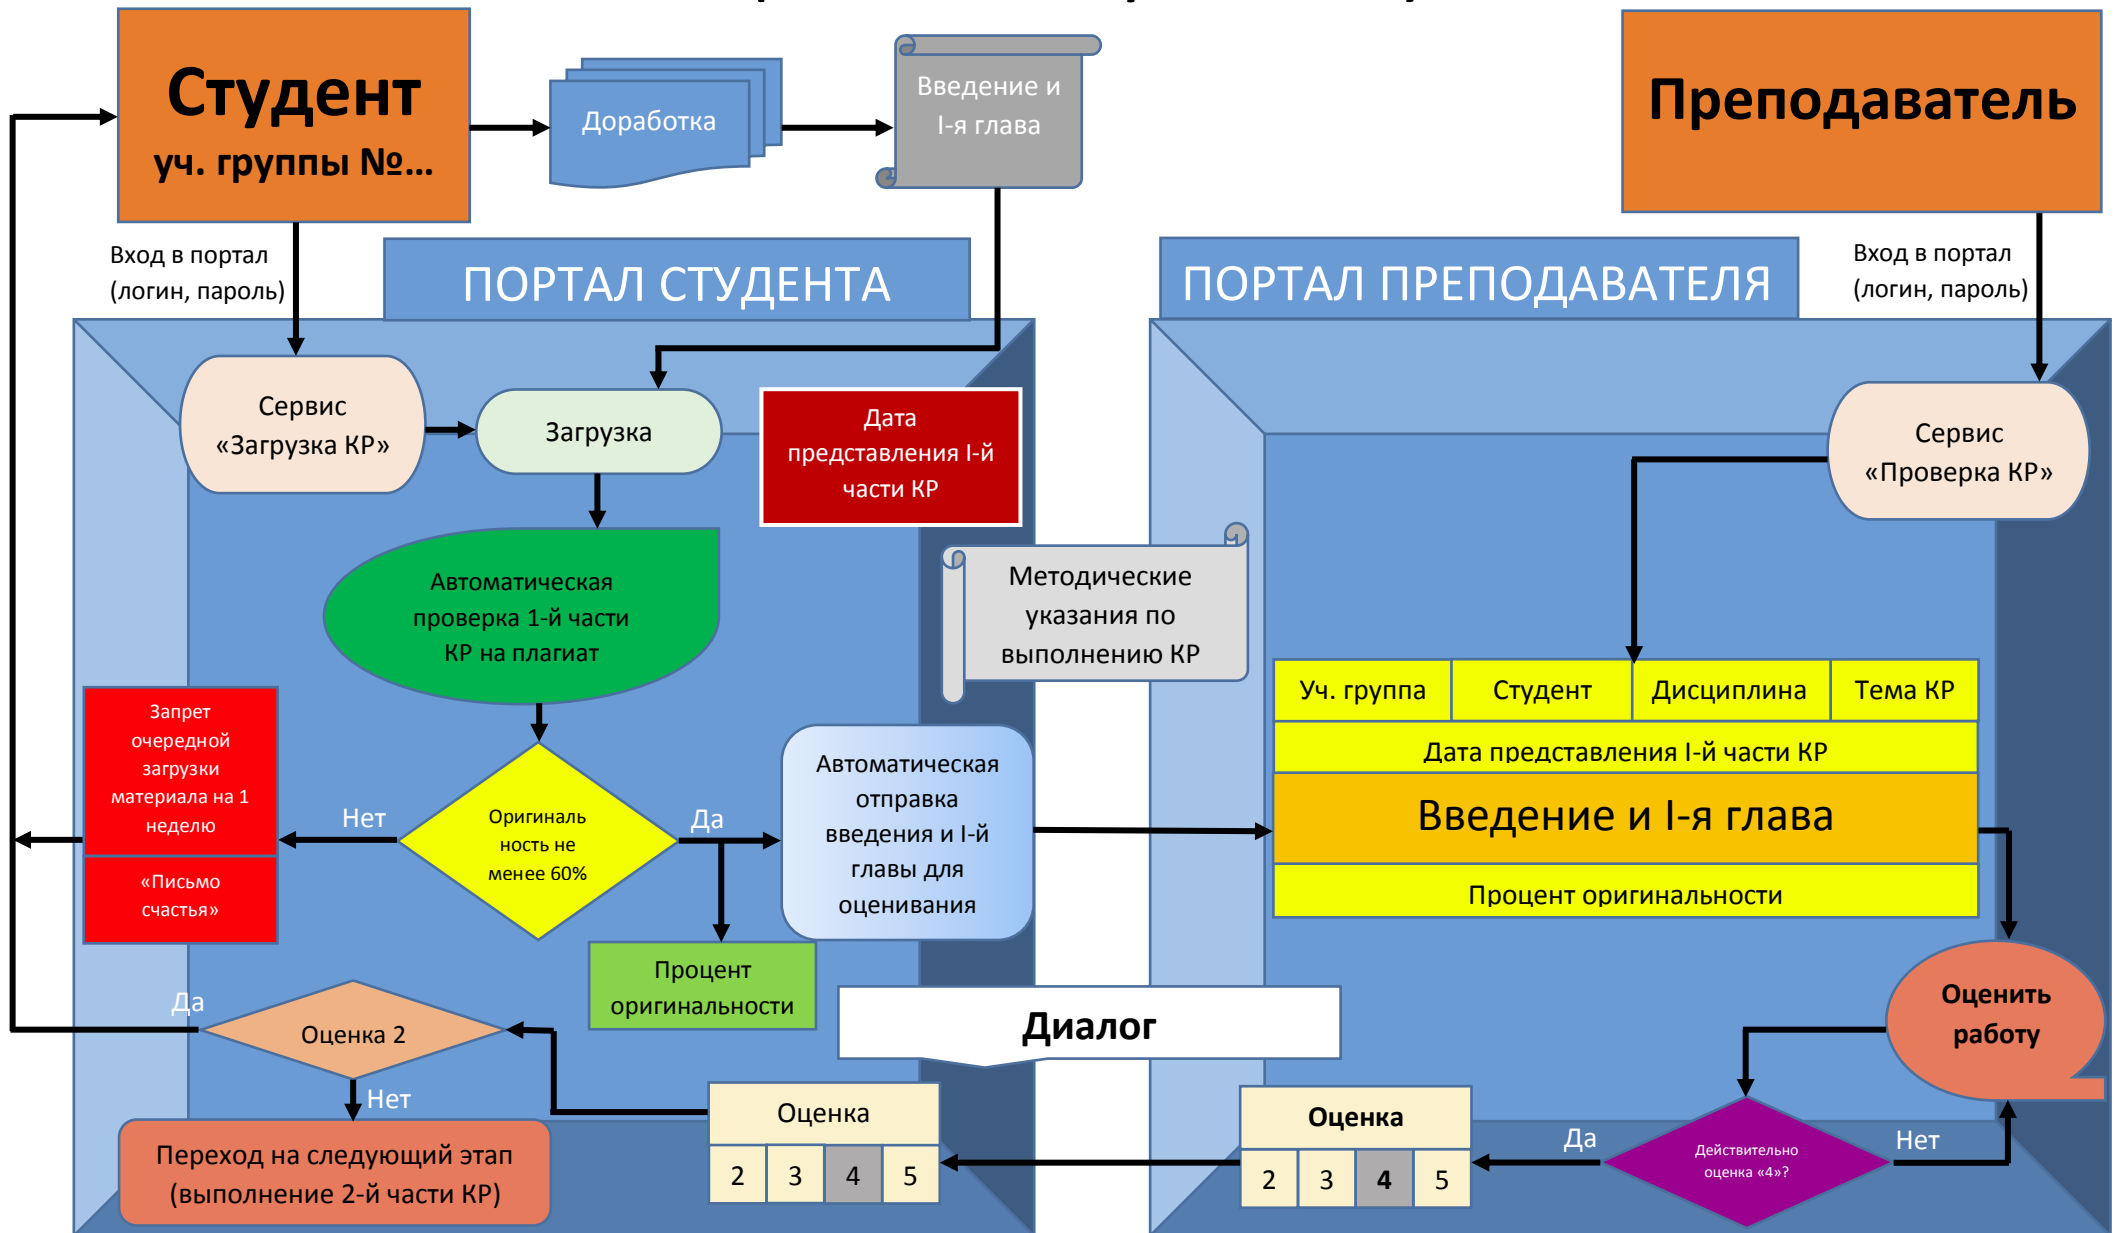 Студент
уч. группы №...
Доработка
Введение и
I-я глава
Преподаватель
Вход в портал
(логин, пароль)
ПОРТАЛ СТУДЕНТА
ПОРТАЛ ПРЕПОДАВАТЕЛЯ
Вход в портал
(логин, пароль)
Сервис
«Загрузка КР»
Загрузка
Дата
представления I-й
части КР
Сервис
«Проверка КР»
Автоматическая
проверка 1-й части
КР на плагиат
Методические
указания по
выполнению КР
Уч. группа
Студент
Дисциплина
Тема КР
Дата представления I-й части КР
Введение и I-я глава
Процент оригинальности
Запрет
очередной
загрузки
материала на 1
неделю
«Письмо
счастья»
Нет
Оригиналь
ность не
менее 60%
Да
Автоматическая
отправка
введения и I-й
главы для
оценивания
Процент
оригинальности
Оценить
работу
Да
Оценка 2
Нет
Диалог
Переход на следующий этап
(выполнение 2-й части КР)
Оценка
2 3 4 5
Оценка
2 3 4 5
Да
Действительно
оценка «4»?
Нет